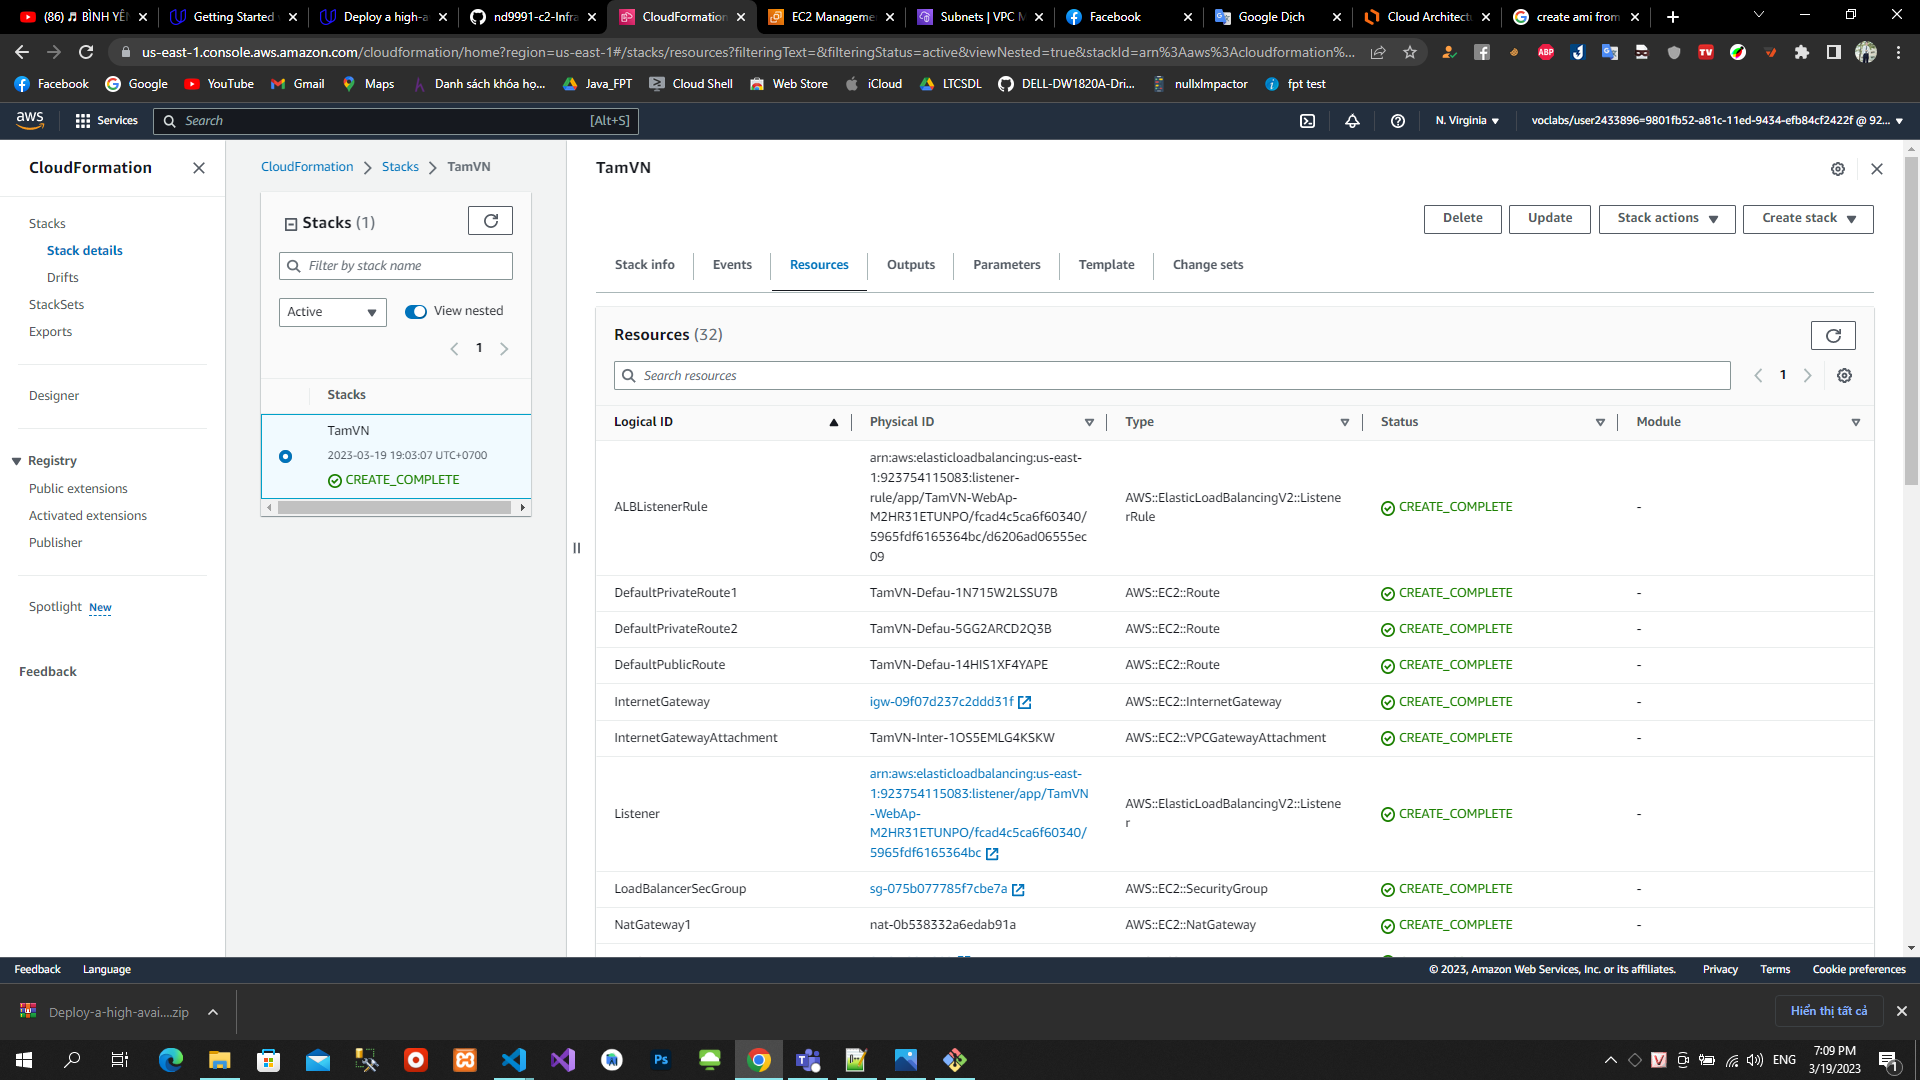 (86) ♬ BÌNH YÊN
Getting Started
Deploy a high-a
nd9991-c2-Infra
CloudFormation
EC2 Manageme
Subnets | VPC M
Facebook
Google Dịch
Cloud Architect
create ami from
us-east-1.console.aws.amazon.com/cloudformation/home?region=us-east-1#/stacks/resources?filteringText=&filteringStatus=active&viewNested=true&stackId=arn%3Aaws%3Acloudformation%...
Facebook
Google
YouTube
Gmail
Maps
Danh sách khóa họ...
Java_FPT
Cloud Shell
Web Store
iCloud
LTCSDL
DELL-DW1820A-Dri...
nullxImpactor
fpt test
aws
Services
Search
[Alt+S]
N. Virginia
voclabs/user2433896=9801fb52-a81c-11ed-9434-efb84cf2422f @ 92...
CloudFormation
Stacks
Stack details
Drifts
StackSets
Exports
Designer
Registry
Public extensions
Activated extensions
Publisher
Spotlight New
Feedback
CloudFormation > Stacks > TamVN
Stacks (1)
Filter by stack name
Active
View nested
1
Stacks
TamVN
2023-03-19 19:03:07 UTC+0700
CREATE_COMPLETE
TamVN
Delete
Update
Stack actions
Create stack
Stack info
Events
Resources
Outputs
Parameters
Template
Change sets
Resources (32)
Search resources
1
Logical ID
Physical ID
Type
Status
Module
ALBListenerRule
arn:aws:elasticloadbalancing:us-east-
1:923754115083:listener-
rule/app/TamVN-WebAp-
M2HR31ETUNPO/fcad4c5ca6f60340/
5965fdf6165364bc/d6206ad06555ec
09
AWS::ElasticLoadBalancingV2::Listene
rRule
CREATE_COMPLETE
-
DefaultPrivateRoute1
TamVN-Defau-1N715W2LSSU7B
AWS::EC2::Route
CREATE_COMPLETE
-
DefaultPrivateRoute2
TamVN-Defau-5GG2ARCD2Q3B
AWS::EC2::Route
CREATE_COMPLETE
-
DefaultPublicRoute
TamVN-Defau-14HIS1XF4YAPE
AWS::EC2::Route
CREATE_COMPLETE
-
InternetGateway
igw-09f07d237c2ddd31f
AWS::EC2::InternetGateway
CREATE_COMPLETE
-
InternetGatewayAttachment
TamVN-Inter-1OS5EMLG4KSKW
AWS::EC2::VPCGatewayAttachment
CREATE_COMPLETE
-
Listener
arn:aws:elasticloadbalancing:us-east-
1:923754115083:listener/app/TamVN
-WebAp-
M2HR31ETUNPO/fcad4c5ca6f60340/
5965fdf6165364bc
AWS::ElasticLoadBalancingV2::Listene
r
CREATE_COMPLETE
-
LoadBalancerSecGroup
sg-075b077785f7cbe7a
AWS::EC2::SecurityGroup
CREATE_COMPLETE
-
NatGateway1
nat-0b538332a6edab91a
AWS::EC2::NatGateway
CREATE_COMPLETE
-
Feedback
Language
© 2023, Amazon Web Services, Inc. or its affiliates.
Privacy
Terms
Cookie preferences
Deploy-a-high-avai....zip
Hiển thị tất cả
ENG
7:09 PM
3/19/2023
1